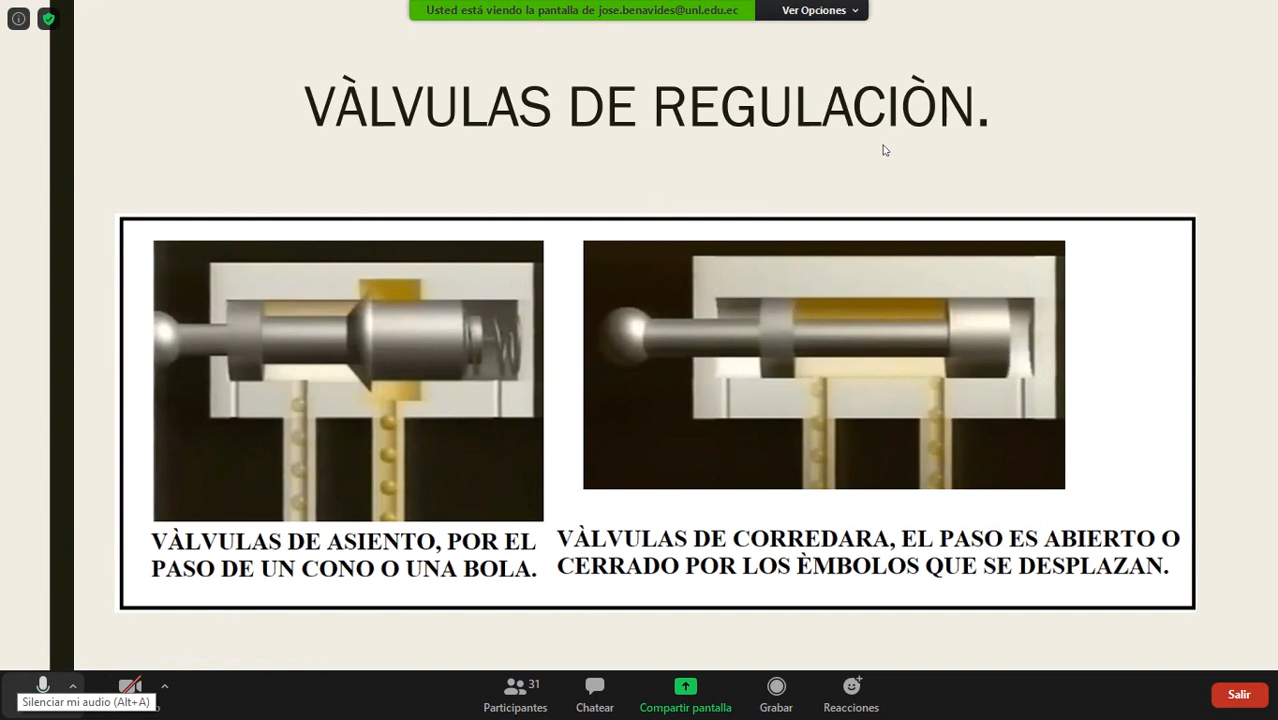 Usted está viendo la pantalla de jose.benavides@unl.edu.ec
Ver Opciones
VÀLVULAS DE REGULACIÒN.
VÀLVULAS DE ASIENTO, POR EL
PASO DE UN CONO O UNA BOLA.
VÀLVULAS DE CORREDARA, EL PASO ES ABIERTO O
CERRADO POR LOS ÈMBOLOS QUE SE DESPLAZAN.
Silenciar mi audio (Alt+A)
31
Participantes
Chatear
Compartir pantalla
Grabar
Reacciones
Salir